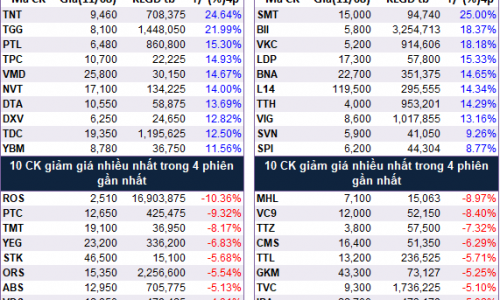 Mã CK Giá(11/08) KLGD tb +/-(%)4p
TNT 9,460 708,375 24.64%
TGG 8,100 1,448,050 21.99%
PTL 6,480 860,800 15.30%
TPC 10,700 22,225 14.93%
VMD 25,800 30,150 14.67%
NVT 17,100 134,225 14.00%
DTA 10,550 58,875 13.69%
DXV 6,250 24,650 12.82%
TDC 19,350 1,195,625 12.50%
YBM 8,780 36,750 11.56%
10 CK giảm giá nhiều nhất trong 4 phiên
gần nhất
ROS 2,510 16,903,875 -10.36%
PTC 12,650 425,475 -9.32%
TMT 19,100 36,950 -8.17%
YEG 23,200 336,200 -6.83%
STK 46,500 15,100 -5.68%
ORS 15,350 2,256,600 -5.54%
ABS 12,950 705,775 -5.13%
Mã CK Giá(11/08) KLGD tb +/-(%)4p
SMT 15,000 94,740 25.00%
BII 5,800 3,254,713 18.37%
VKC 5,200 914,606 18.18%
LDP 17,300 57,800 15.33%
BNA 22,700 351,375 14.65%
L14 119,500 295,555 14.34%
TTH 4,000 953,201 14.29%
VIG 8,600 1,017,855 13.16%
SVN 5,900 41,050 9.26%
SPI 6,200 44,304 8.77%
10 CK giảm giá nhiều nhất trong 4 phiên
gần nhất
MHL 7,100 15,063 -8.97%
VC9 12,000 52,150 -8.40%
TTZ 3,800 57,500 -7.32%
CMS 16,400 51,350 -6.29%
TTL 13,200 236,525 -5.71%
GKM 43,300 73,127 -5.25%
TVC 9,300 1,736,225 -5.10%